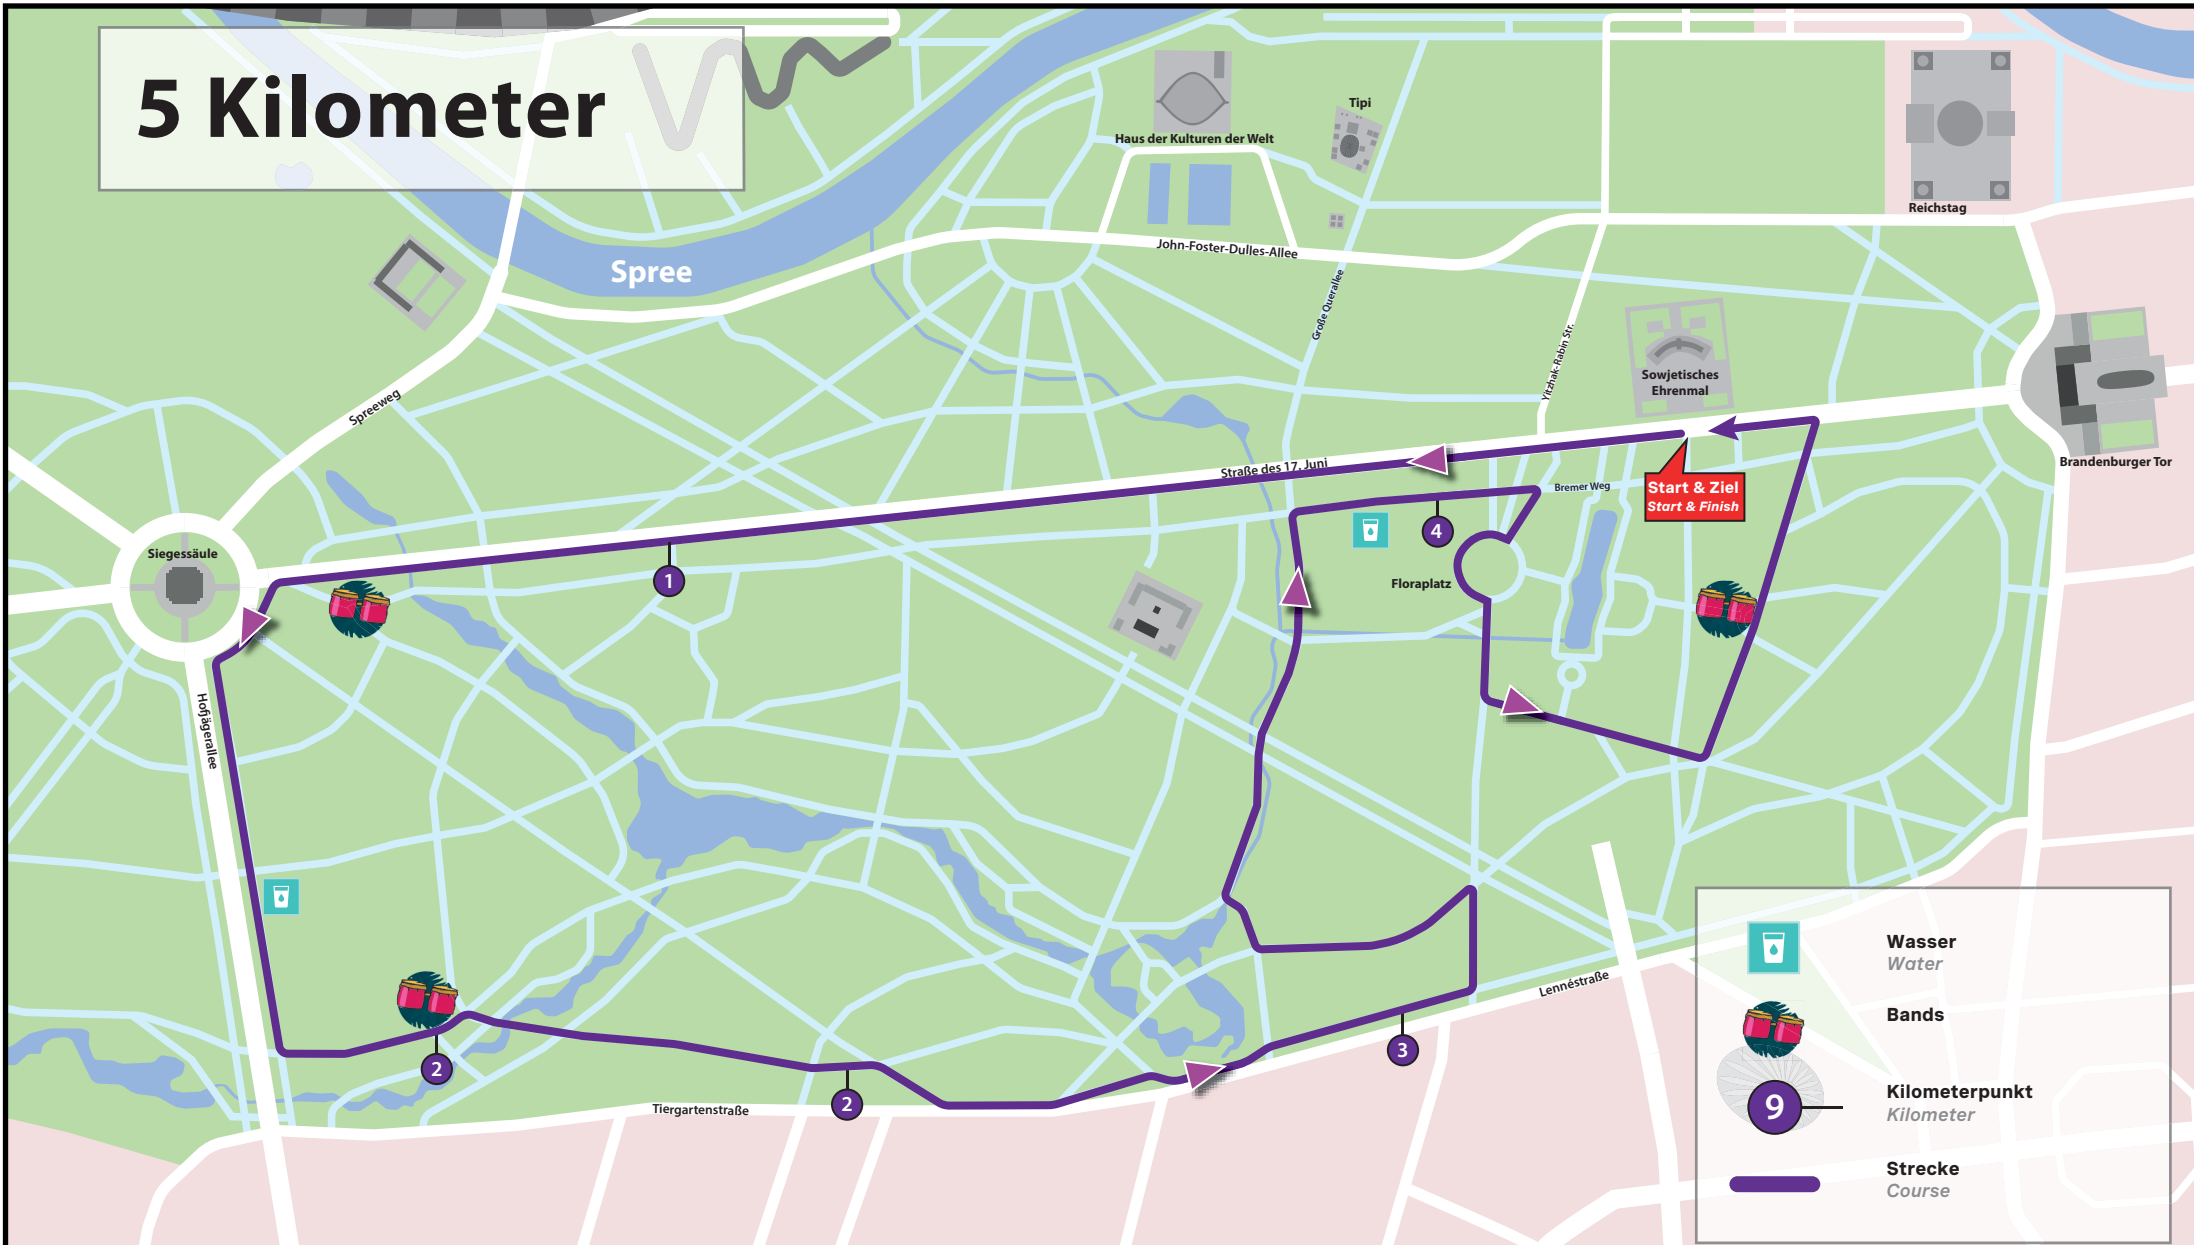 5 Kilometer
Tipi
Haus der Kulturen der Welt
Reichstag
John-Foster-Dulles-Allee
Spree
Große Querallee
Yitzhak-Rabin Str.
Sowjetisches
Ehrenmal
Spreeweg
Brandenburger Tor
Straße des 17. Juni
Bremer Weg
Start & Ziel
Start & Finish
Siegessäule
1
4
Floraplatz
Hofjägerallee
2
2
3
Lennéstraße
Tiergartenstraße
Wasser
Water
Bands
9
Kilometerpunkt
Kilometer
Strecke
Course